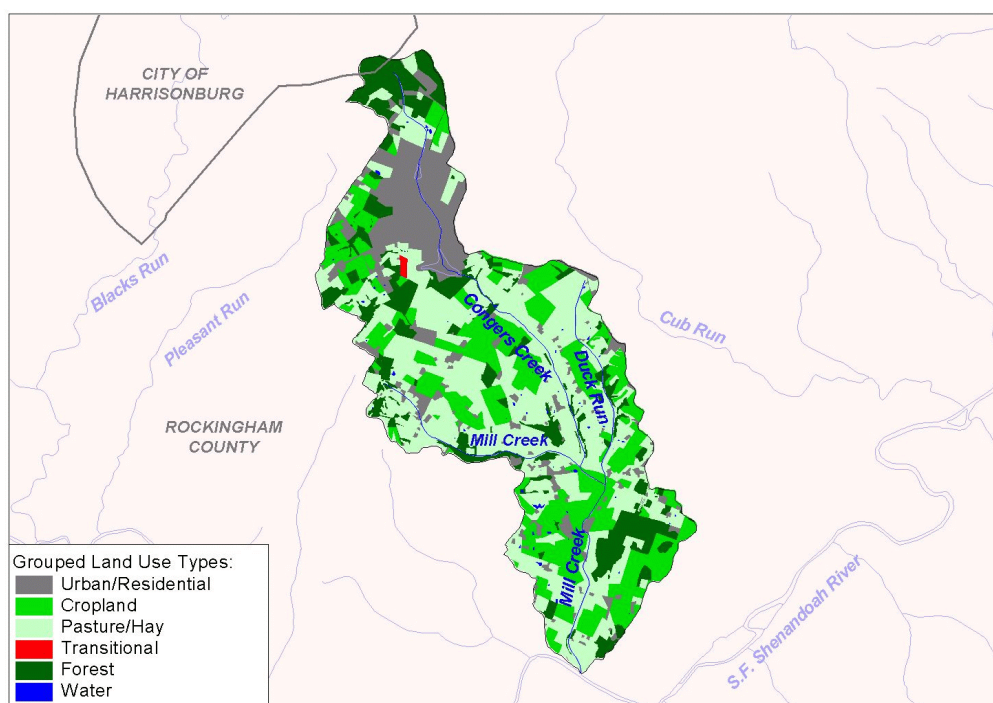 CITY OF
HARRISONBURG
Blacks Run
Pleasant Run
Cub Run
Congers Creek
Duck Run
ROCKINGHAM
COUNTY
Mill Creek
Mill Creek
S.F. Shenandoah River
Grouped Land Use Types:
Urban/Residential
Cropland
Pasture/Hay
Transitional
Forest
Water